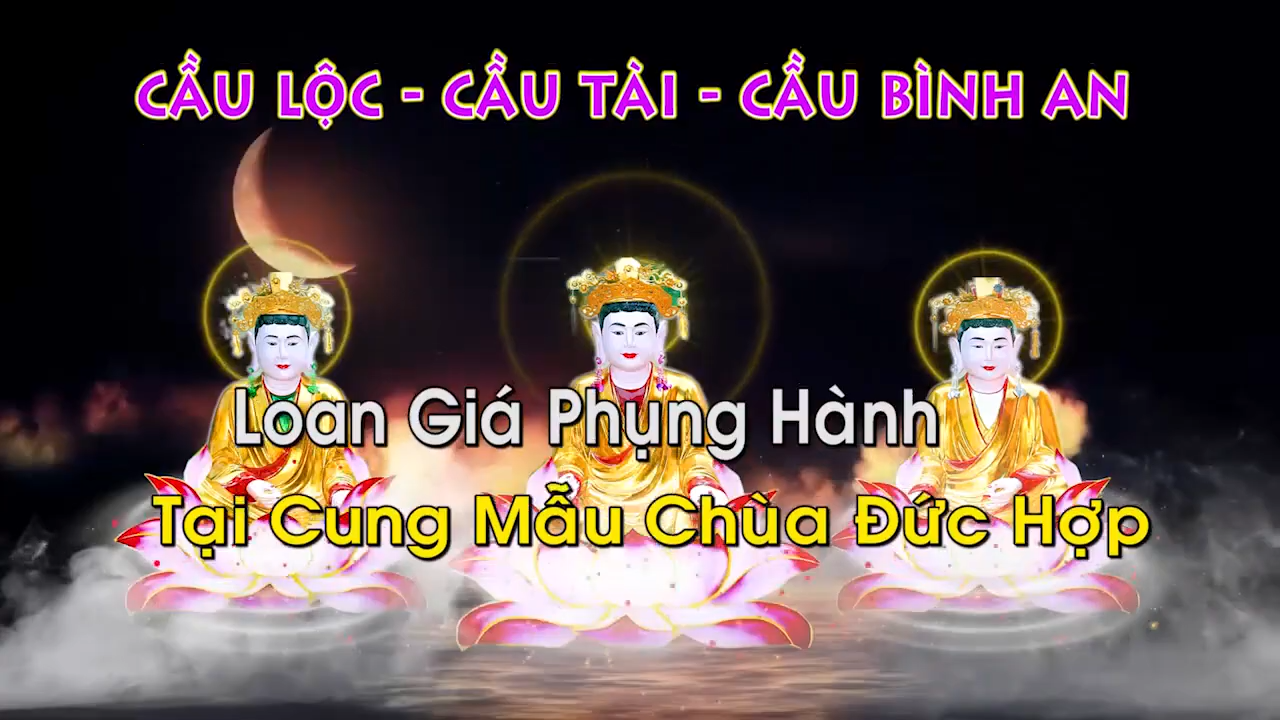 CẦU LỘC - CẦU TÀI - CẦU BÌNH AN
Loan Giá Phụng Hành
Tại Cung Mẫu Chùa Đức Hợp